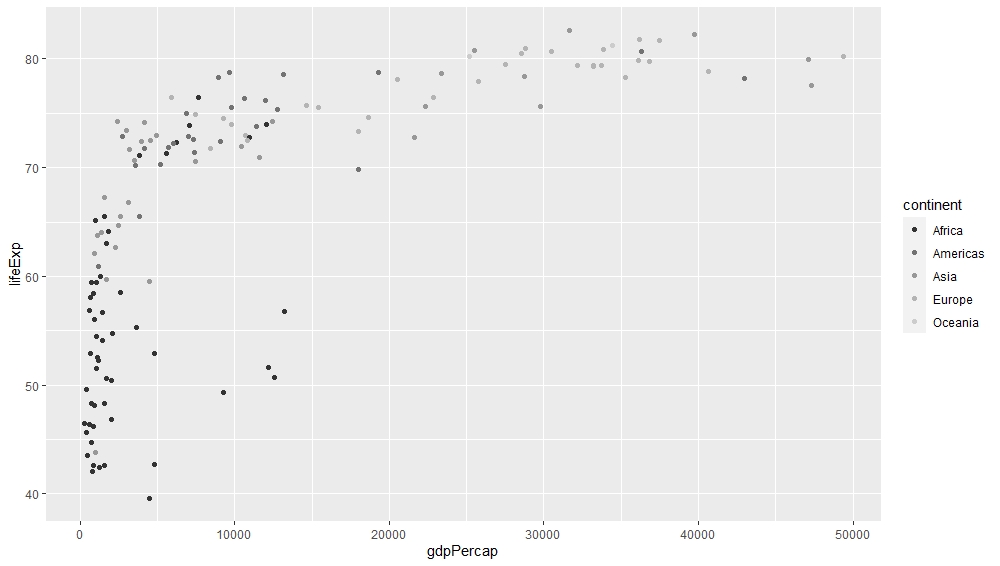 lifeExp
80
70
60
50
40
0 10000 20000 30000 40000 50000
gdpPercap
continent
Africa
Americas
Asia
Europe
Oceania